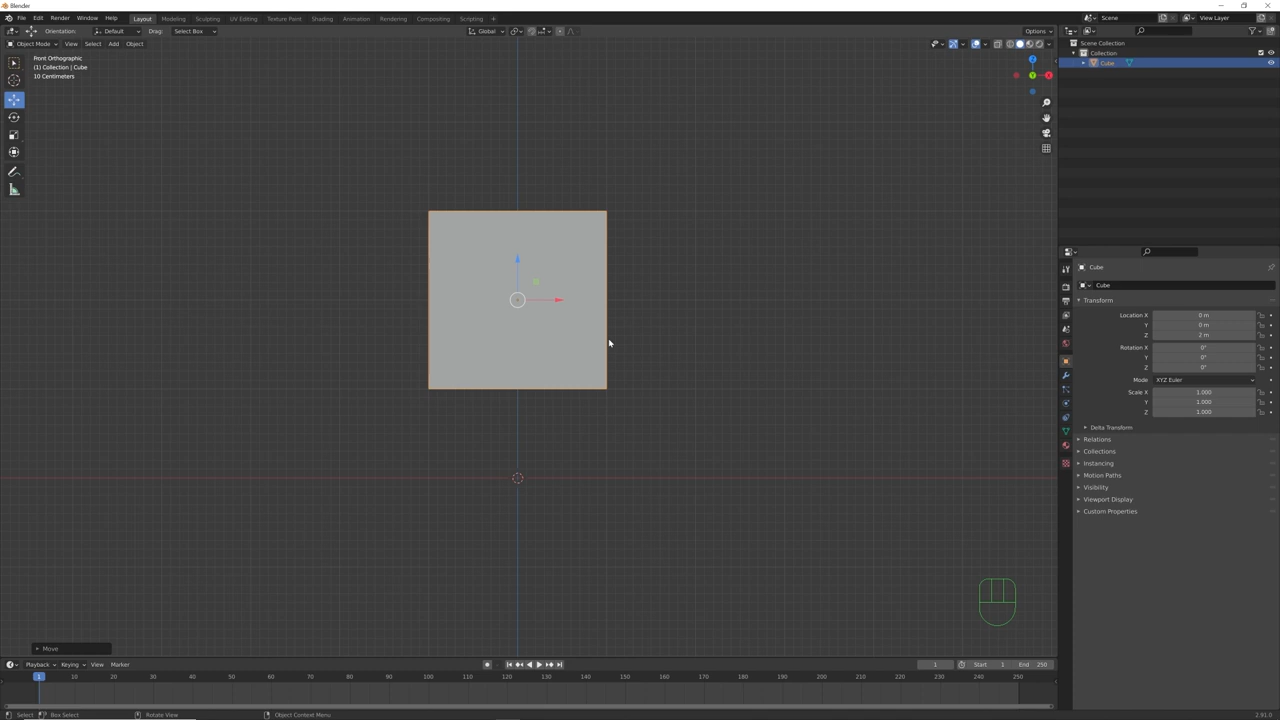 Blender
File Edit Render Window Help Layout Modeling Sculpting UV Editing Texture Paint Shading Animation Rendering Compositing Scripting Scene View Layer
Orientation: Default Drag: Select Box Global Options
Object Mode View Select Add Object
Scene Collection
Collection
Cube
Front Orthographic
(1) Collection | Cube
10 Centimeters
Z
Y
X
Cube
Cube
Transform
Location X 0 m
Y 0 m
Z 2 m
Rotation X 0°
Y 0°
Z 0°
Mode XYZ Euler
Scale X 1.000
Y 1.000
Z 1.000
Delta Transform
Relations
Collections
Instancing
Motion Paths
Visibility
Viewport Display
Custom Properties
Move
Playback Keying View Marker 1 Start 1 End 250
1 10 20 30 40 50 60 70 80 90 100 110 120 130 140 150 160 170 180 190 200 210 220 230 240 250
Select Box Select Rotate View Object Context Menu 2.91.0